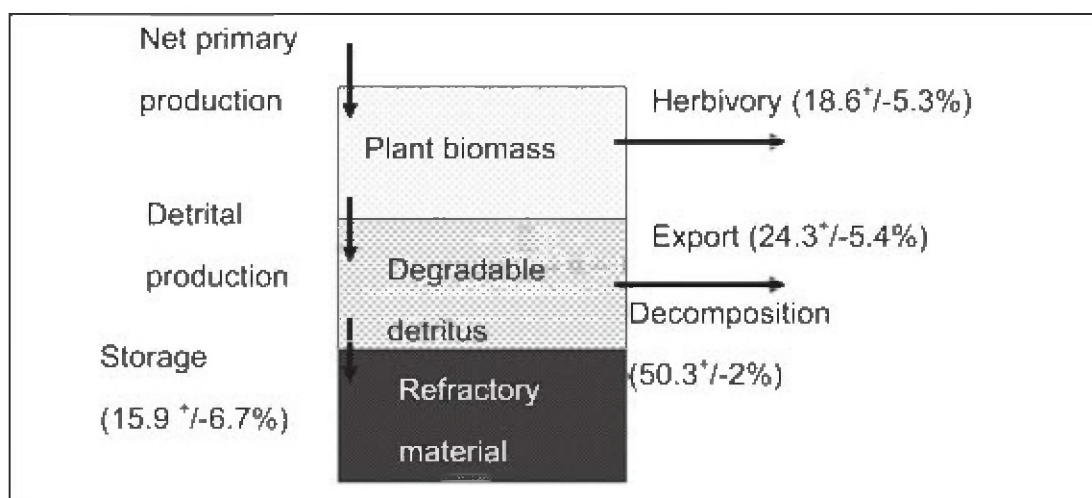 Net primary
production
Plant biomass
Herbivory (18.6⁺/-5.3%)
Detrital
production
Degradable
detritus
Export (24.3⁺/-5.4%)
Decomposition
(50.3⁺/-2%)
Storage
(15.9 ⁺/-6.7%)
Refractory
material